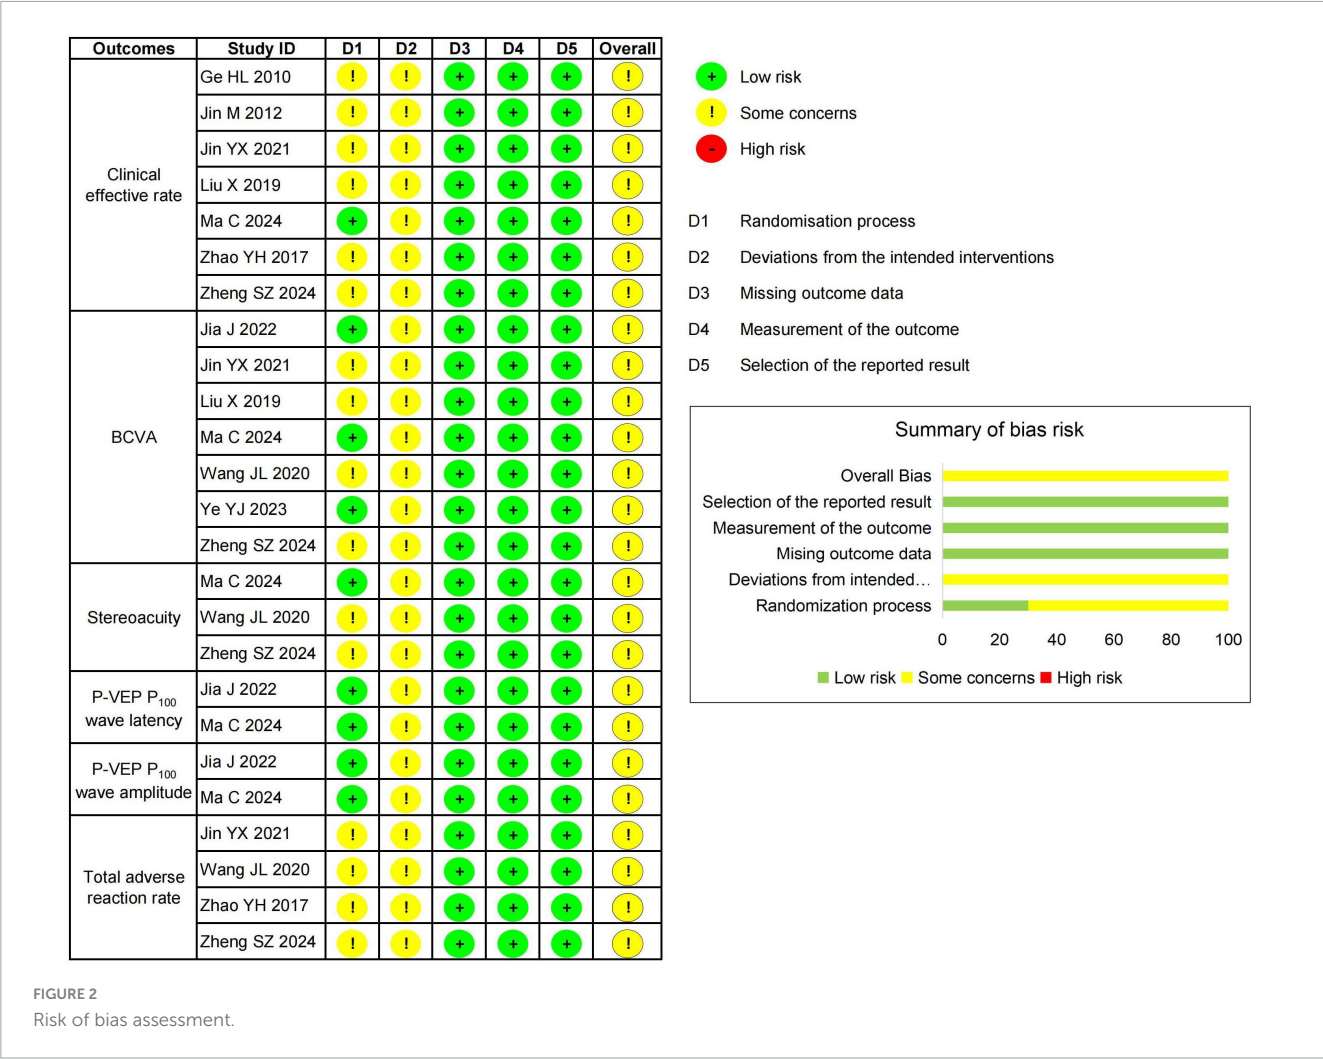 Outcomes Study ID D1 D2 D3 D4 D5 Overall
Clinical effective rate
Ge HL 2010 ! ! + + + !
Jin M 2012 ! ! + + + !
Jin YX 2021 ! ! + + + !
Liu X 2019 ! ! + + + !
Ma C 2024 + ! + + + !
Zhao YH 2017 ! ! + + + !
Zheng SZ 2024 ! ! + + + !
BCVA
Jia J 2022 + ! + + + !
Jin YX 2021 ! ! + + + !
Liu X 2019 ! ! + + + !
Ma C 2024 + ! + + + !
Wang JL 2020 ! ! + + + !
Ye YJ 2023 + ! + + + !
Zheng SZ 2024 ! ! + + + !
Stereoacuity
Ma C 2024 + ! + + + !
Wang JL 2020 ! ! + + + !
Zheng SZ 2024 ! ! + + + !
P-VEP P100
wave latency
Jia J 2022 + ! + + + !
Ma C 2024 + ! + + + !
P-VEP P100
wave amplitude
Jia J 2022 + ! + + + !
Ma C 2024 + ! + + + !
Total adverse
reaction rate
Jin YX 2021 ! ! + + + !
Wang JL 2020 ! ! + + + !
Zhao YH 2017 ! ! + + + !
Zheng SZ 2024 ! ! + + + !
+ Low risk
! Some concerns
- High risk
D1 Randomisation process
D2 Deviations from the intended interventions
D3 Missing outcome data
D4 Measurement of the outcome
D5 Selection of the reported result
Summary of bias risk
Overall Bias
Selection of the reported result
Measurement of the outcome
Mising outcome data
Deviations from intended...
Randomization process
0 20 40 60 80 100
Low risk Some concerns High risk
FIGURE 2
Risk of bias assessment.